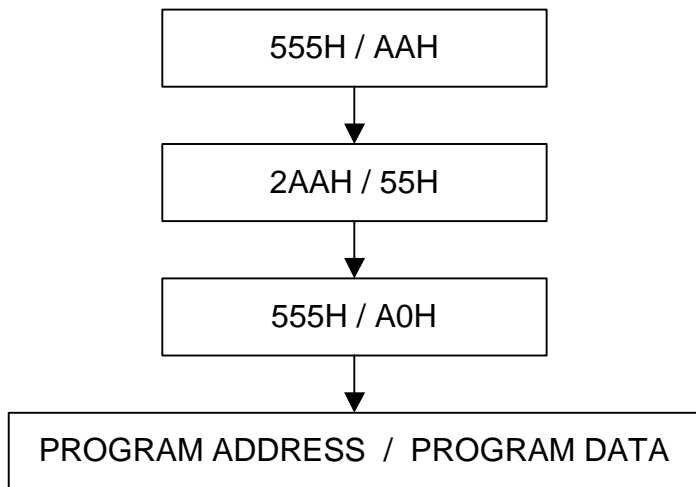 555H / AAH
2AAH / 55H
555H / A0H
PROGRAM ADDRESS / PROGRAM DATA